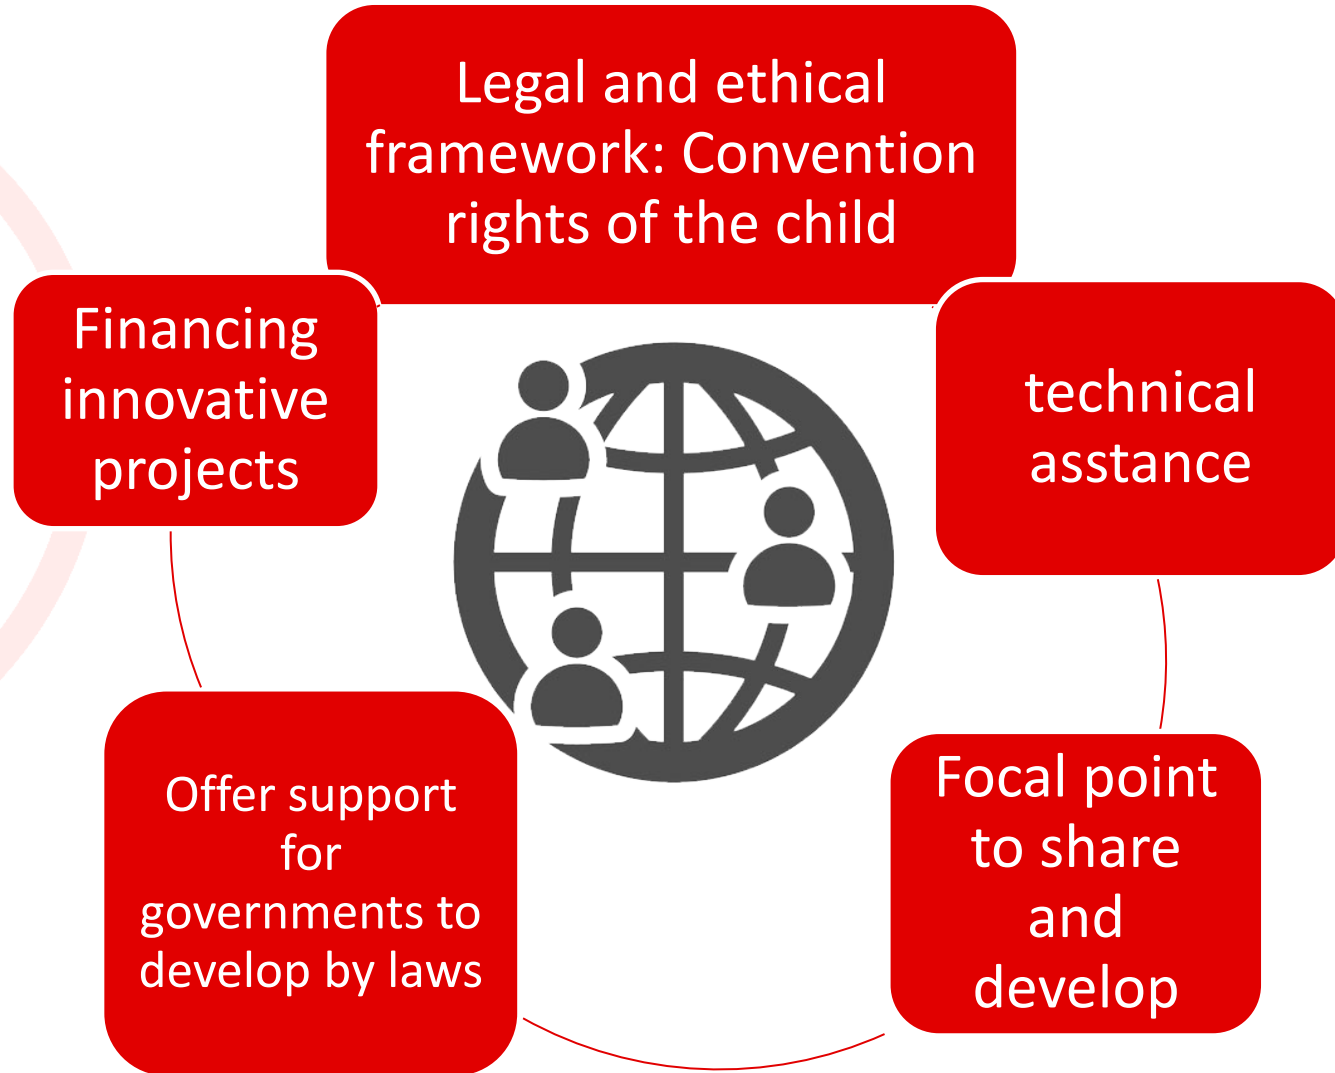 Legal and ethical
framework: Convention
rights of the child
technical
asstance
Focal point
to share
and
develop
Offer support
for
governments to
develop by laws
Financing
innovative
projects